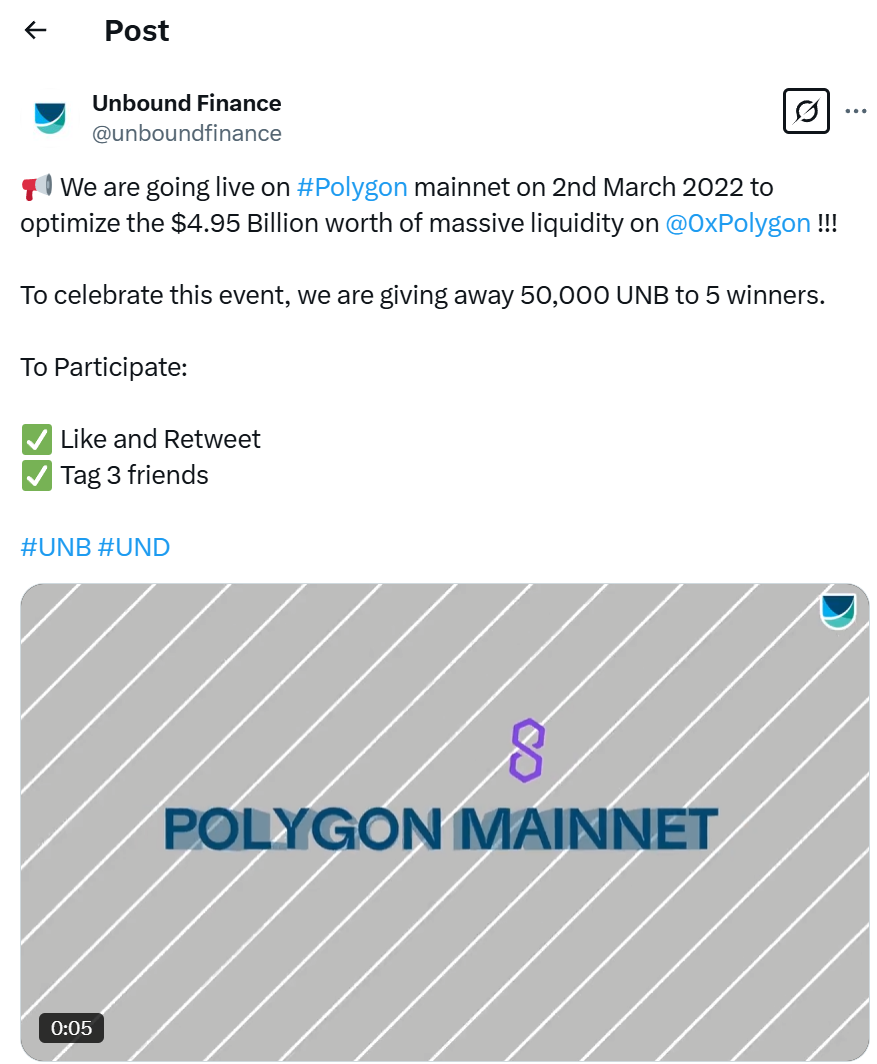 Post
Unbound Finance
@unboundfinance
📢 We are going live on #Polygon mainnet on 2nd March 2022 to
optimize the $4.95 Billion worth of massive liquidity on @0xPolygon !!!
To celebrate this event, we are giving away 50,000 UNB to 5 winners.
To Participate:
✅ Like and Retweet
✅ Tag 3 friends
#UNB #UND
POLYGON MAINNET
0:05